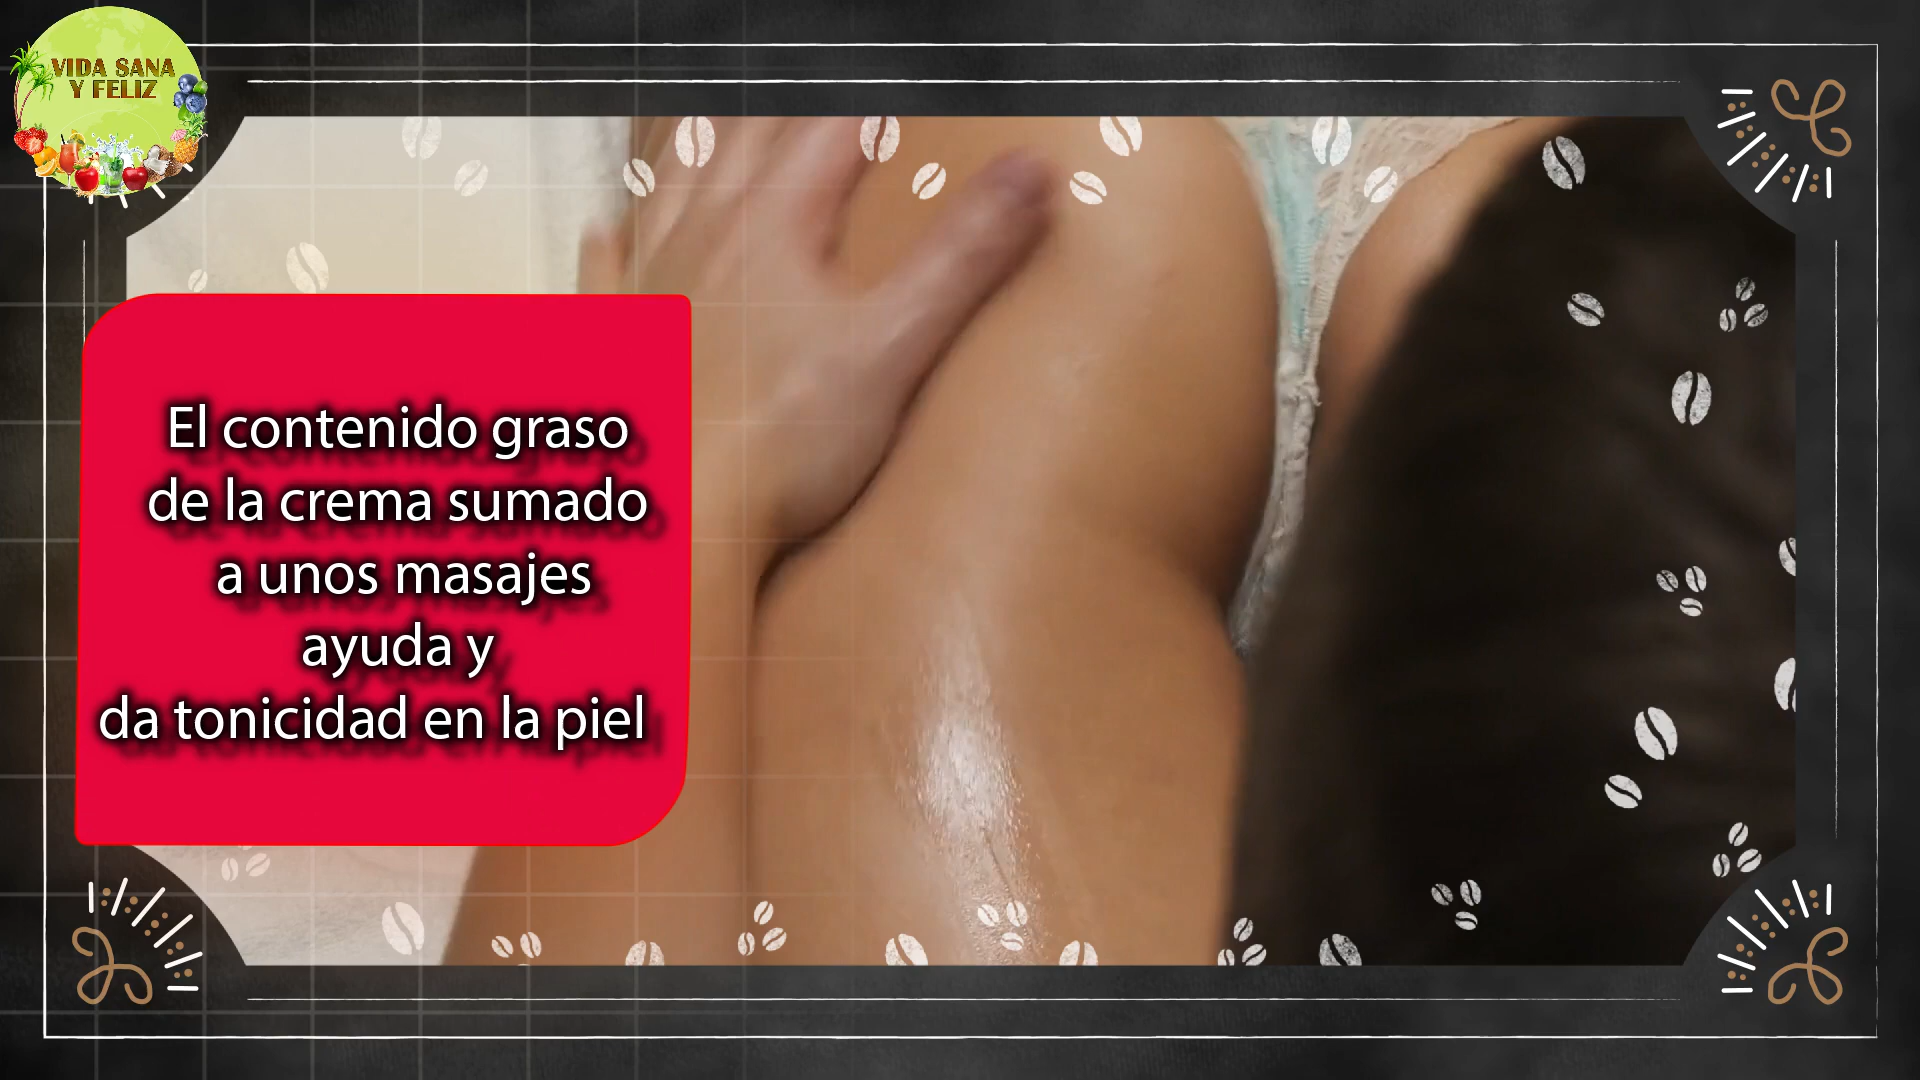 VIDA SANA
Y FELIZ
El contenido graso
de la crema sumado
a unos masajes
ayuda y
da tonicidad en la piel